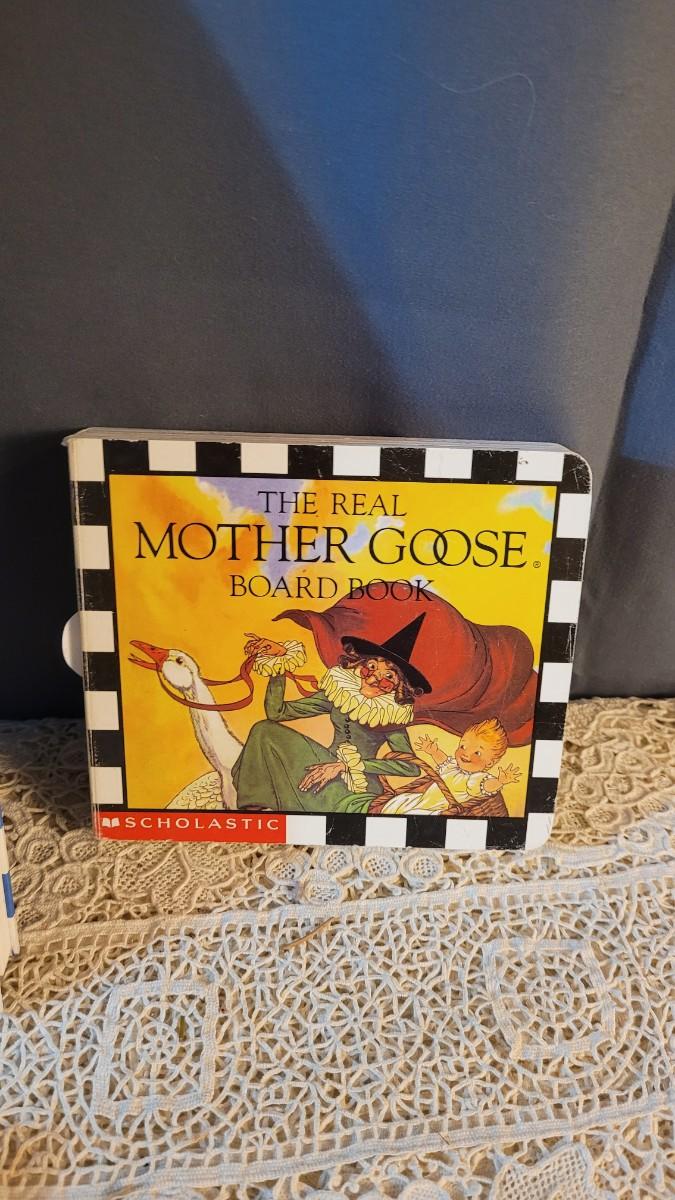 THE REAL
MOTHER GOOSE®
BOARD BOOK
SCHOLASTIC